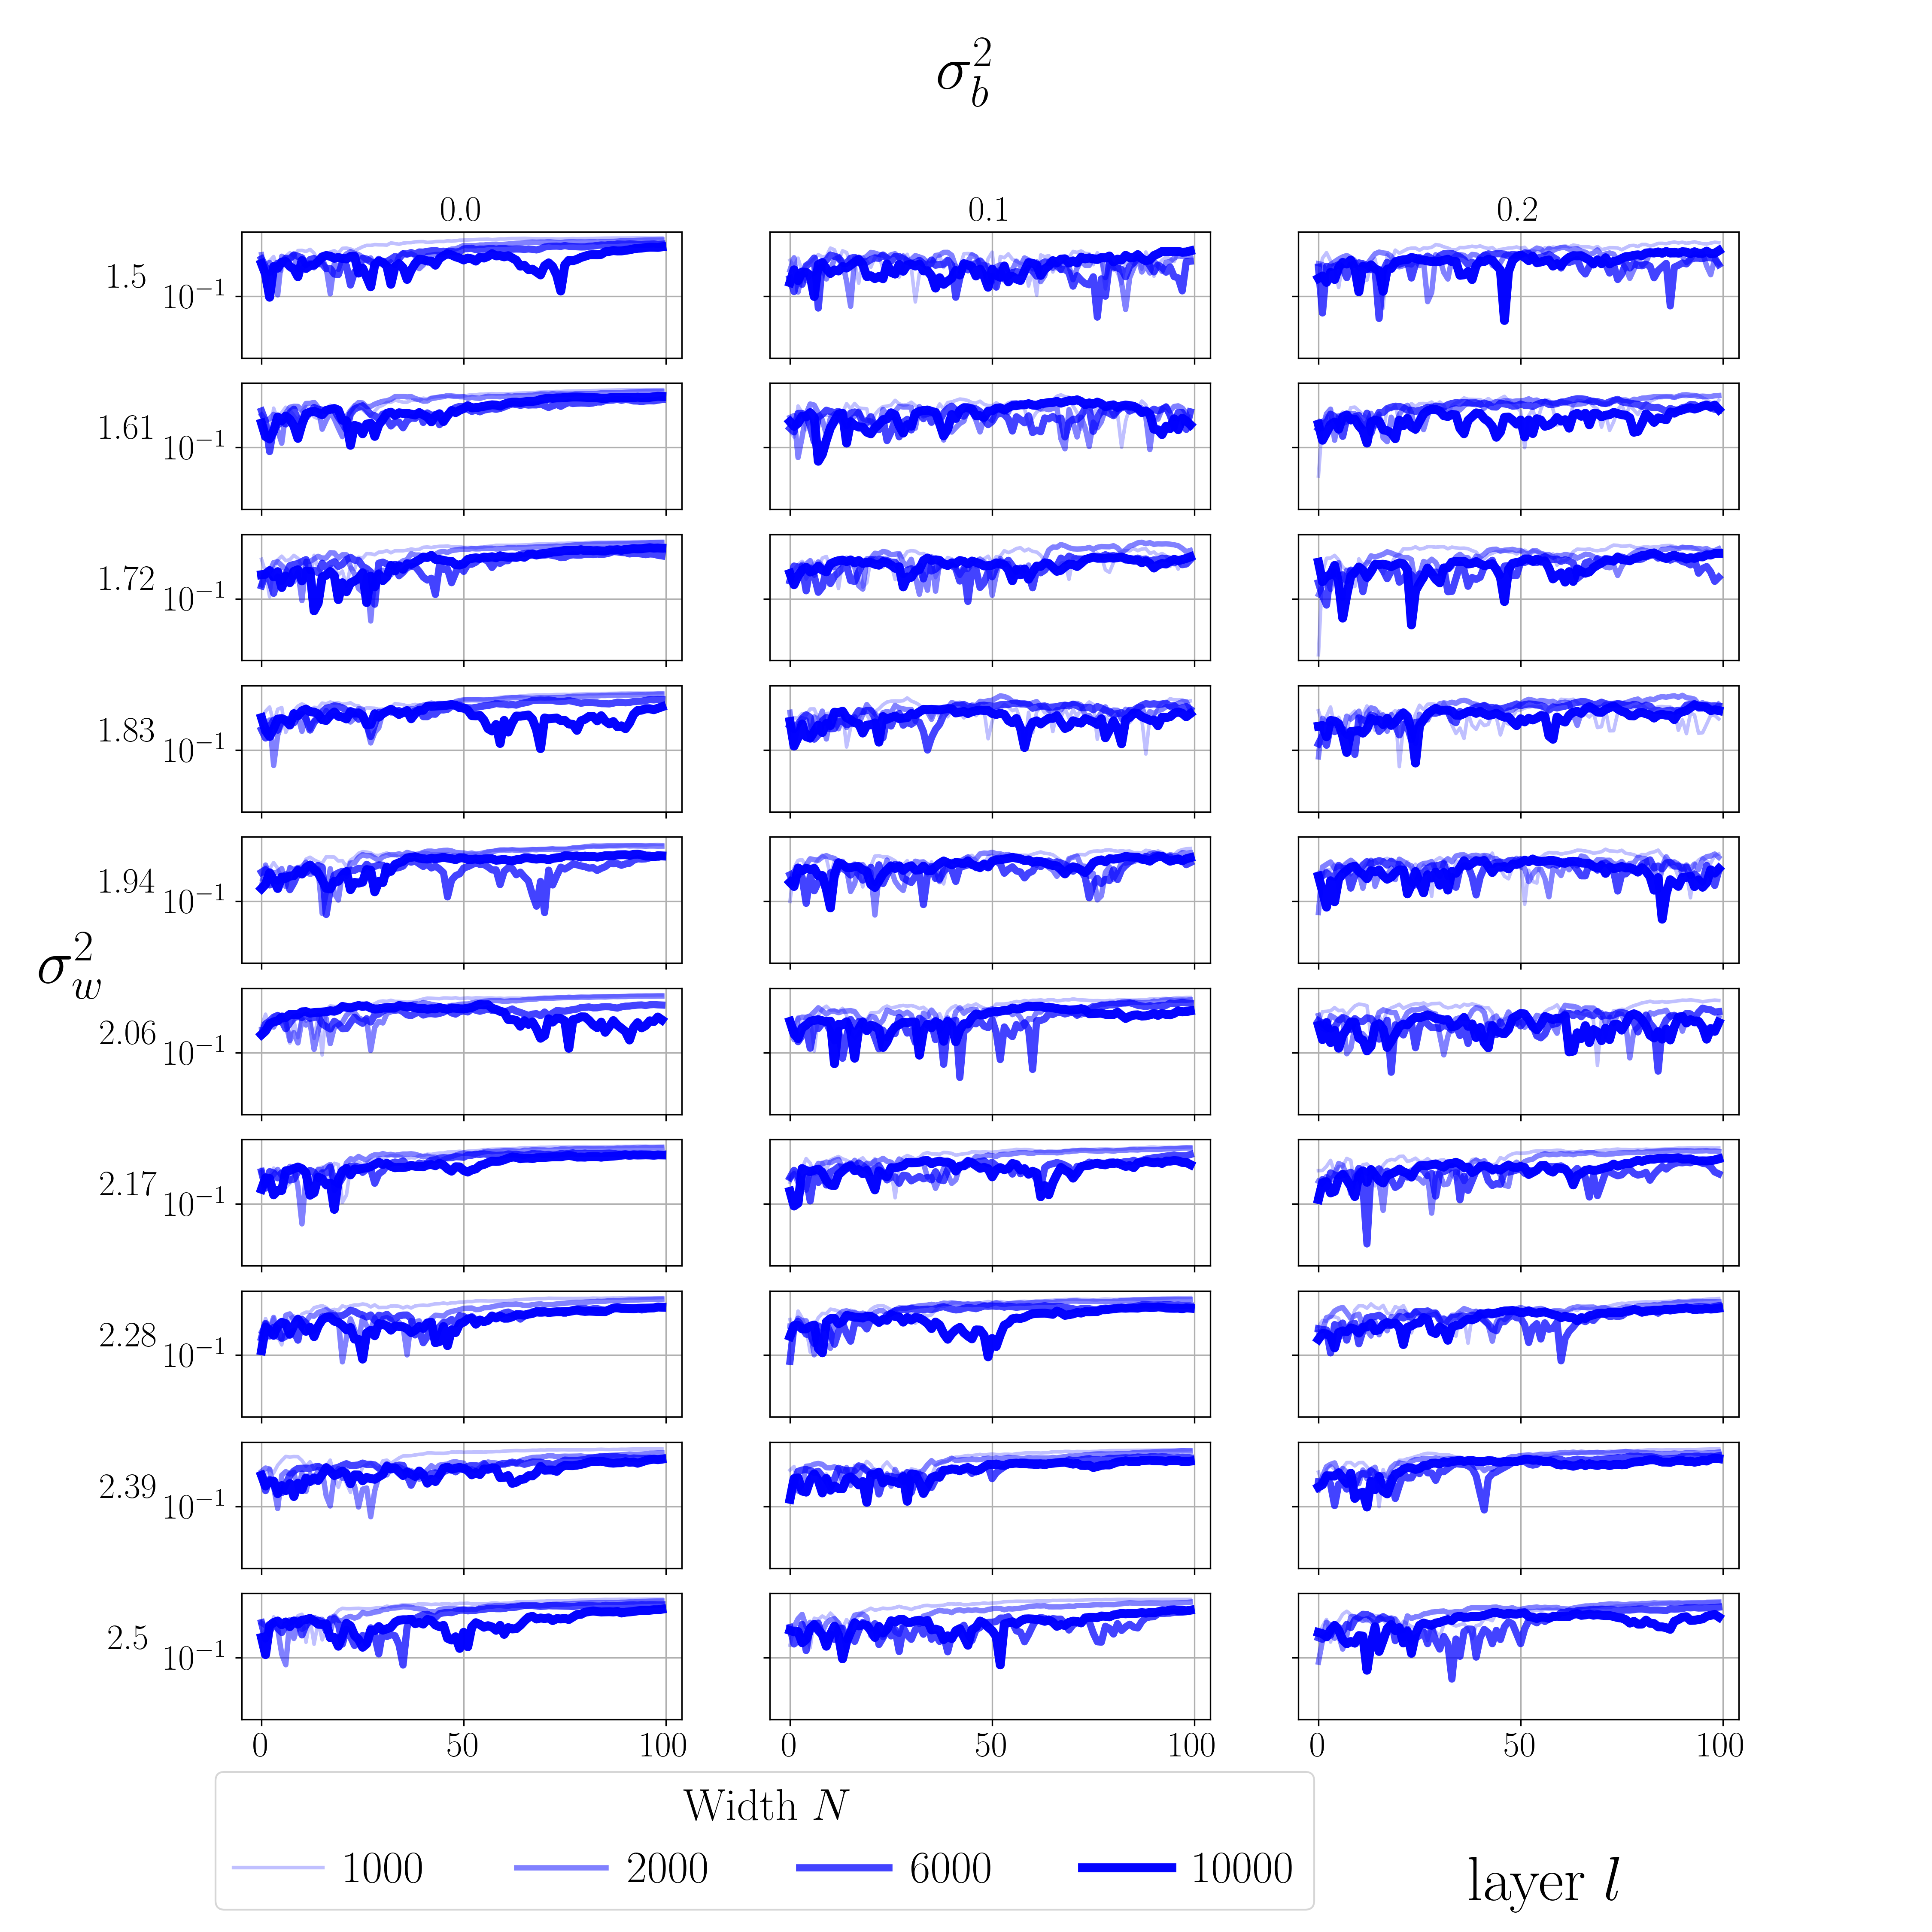 σ_b^2
0.0 0.1 0.2
1.5 10^{-1}
1.61 10^{-1}
1.72 10^{-1}
1.83 10^{-1}
1.94 10^{-1}
σ_w^2
2.06 10^{-1}
2.17 10^{-1}
2.28 10^{-1}
2.39 10^{-1}
2.5 10^{-1}
0 50 100 0 50 100 0 50 100
Width N
1000 2000 6000 10000
layer l